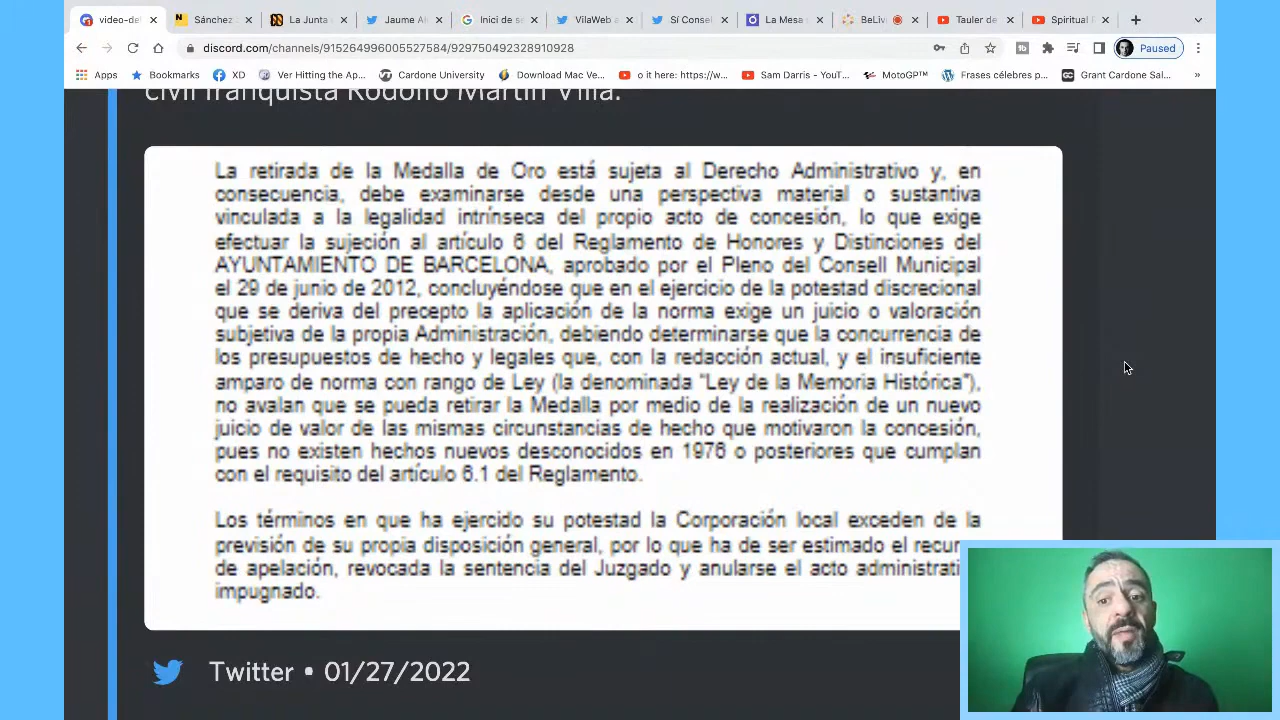 video-del
Sánchez
La Junta
Jaume A
Inici de se
VilaWeb a
Sí Consel
La Mesa
BeLiv
Tauler de
Spiritual P
discord.com/channels/915264996005527584/929750492328910928
Paused
Apps
Bookmarks
XD
Ver Hitting the Ap...
Cardone University
Download Mac Ve...
o it here: https://w...
Sam Darris - YouT...
MotoGP™
Frases célebres p...
Grant Cardone Sal...
»
civil franquista Rodolfo Martín Villa.
La retirada de la Medalla de Oro está sujeta al Derecho Administrativo y, en
consecuencia, debe examinarse desde una perspectiva material o sustantiva
vinculada a la legalidad intrínseca del propio acto de concesión, lo que exige
efectuar la sujeción al artículo 6 del Reglamento de Honores y Distinciones del
AYUNTAMIENTO DE BARCELONA, aprobado por el Pleno del Consell Municipal
el 29 de junio de 2012, concluyéndose que en el ejercicio de la potestad discrecional
que se deriva del precepto la aplicación de la norma exige un juicio o valoración
subjetiva de la propia Administración, debiendo determinarse que la concurrencia de
los presupuestos de hecho y legales que, con la redacción actual, y el insuficiente
amparo de norma con rango de Ley (la denominada "Ley de la Memoria Histórica"),
no avalan que se pueda retirar la Medalla por medio de la realización de un nuevo
juicio de valor de las mismas circunstancias de hecho que motivaron la concesión,
pues no existen hechos nuevos desconocidos en 1976 o posteriores que cumplan
con el requisito del artículo 6.1 del Reglamento.
Los términos en que ha ejercido su potestad la Corporación local exceden de la
previsión de su propia disposición general, por lo que ha de ser estimado el recur
de apelación, revocada la sentencia del Juzgado y anularse el acto administrati
impugnado.
Twitter • 01/27/2022